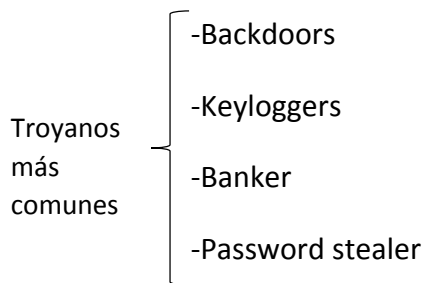 Troyanos
más
comunes
-Backdoors
-Keyloggers
-Banker
-Password stealer